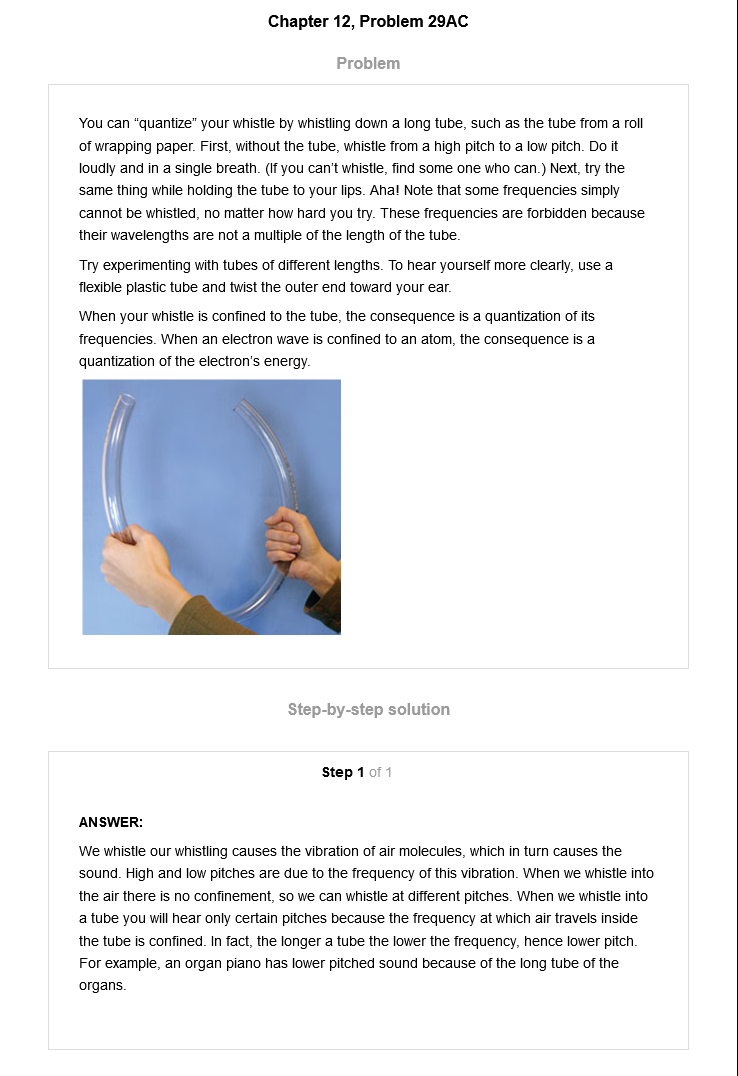 Chapter 12, Problem 29AC
Problem
You can “quantize” your whistle by whistling down a long tube, such as the tube from a roll
of wrapping paper. First, without the tube, whistle from a high pitch to a low pitch. Do it
loudly and in a single breath. (If you can’t whistle, find some one who can.) Next, try the
same thing while holding the tube to your lips. Aha! Note that some frequencies simply
cannot be whistled, no matter how hard you try. These frequencies are forbidden because
their wavelengths are not a multiple of the length of the tube.
Try experimenting with tubes of different lengths. To hear yourself more clearly, use a
flexible plastic tube and twist the outer end toward your ear.
When your whistle is confined to the tube, the consequence is a quantization of its
frequencies. When an electron wave is confined to an atom, the consequence is a
quantization of the electron’s energy.
Step-by-step solution
Step 1 of 1
ANSWER:
We whistle our whistling causes the vibration of air molecules, which in turn causes the
sound. High and low pitches are due to the frequency of this vibration. When we whistle into
the air there is no confinement, so we can whistle at different pitches. When we whistle into
a tube you will hear only certain pitches because the frequency at which air travels inside
the tube is confined. In fact, the longer a tube the lower the frequency, hence lower pitch.
For example, an organ piano has lower pitched sound because of the long tube of the
organs.